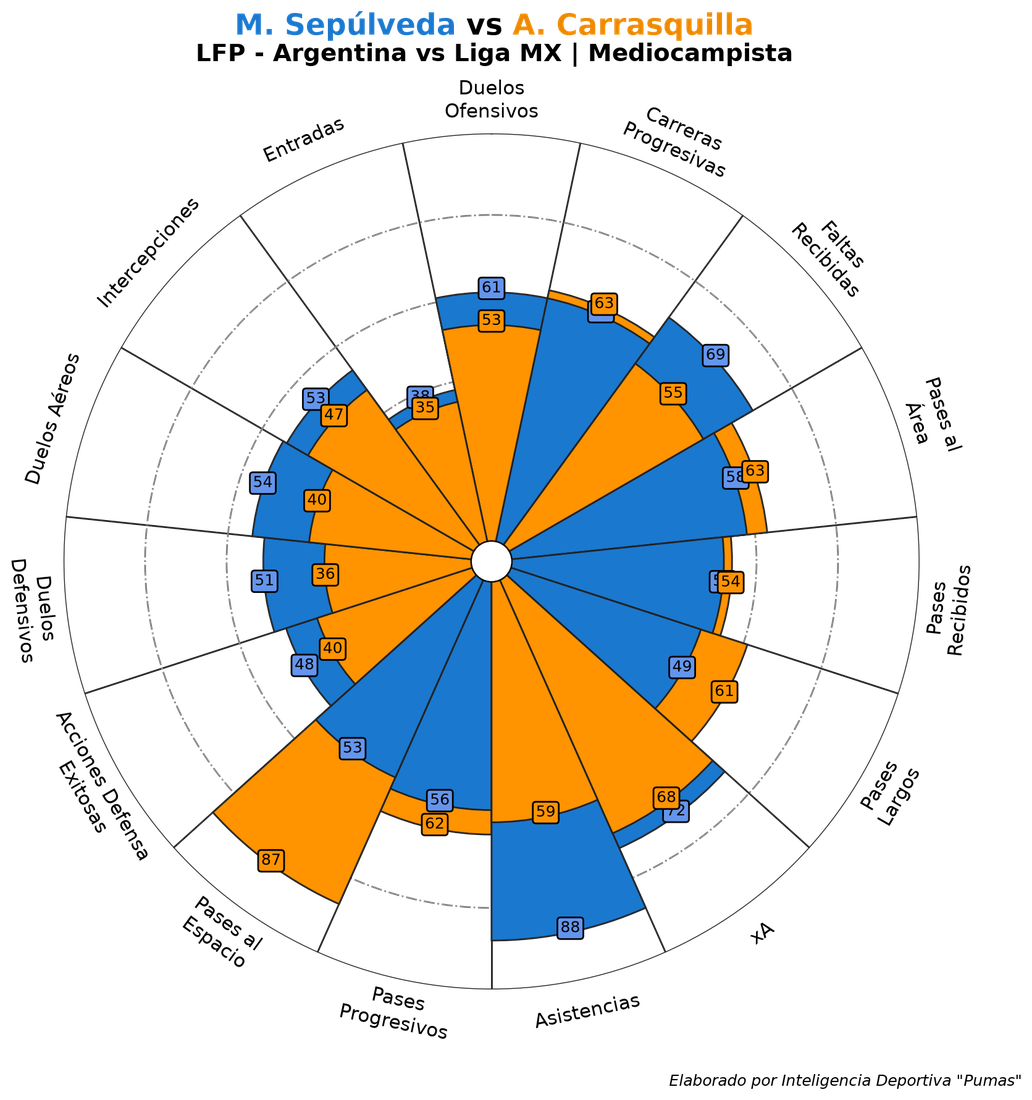 M. Sepúlveda vs A. Carrasquilla
LFP - Argentina vs Liga MX | Mediocampista
Duelos
Ofensivos
Carreras
Progresivas
Faltas
Recibidas
Pases al
Área
Pases
Recibidos
Pases
Largos
xA
Asistencias
Pases
Progresivos
Pases al
Espacio
Acciones Defensa
Exitosas
Duelos
Defensivos
Duelos Aéreos
Intercepciones
Entradas
61
53
63
69
55
58
63
54
49
61
68
72
59
88
56
62
53
87
48
40
51
36
54
40
53
47
38
35
Elaborado por Inteligencia Deportiva "Pumas"